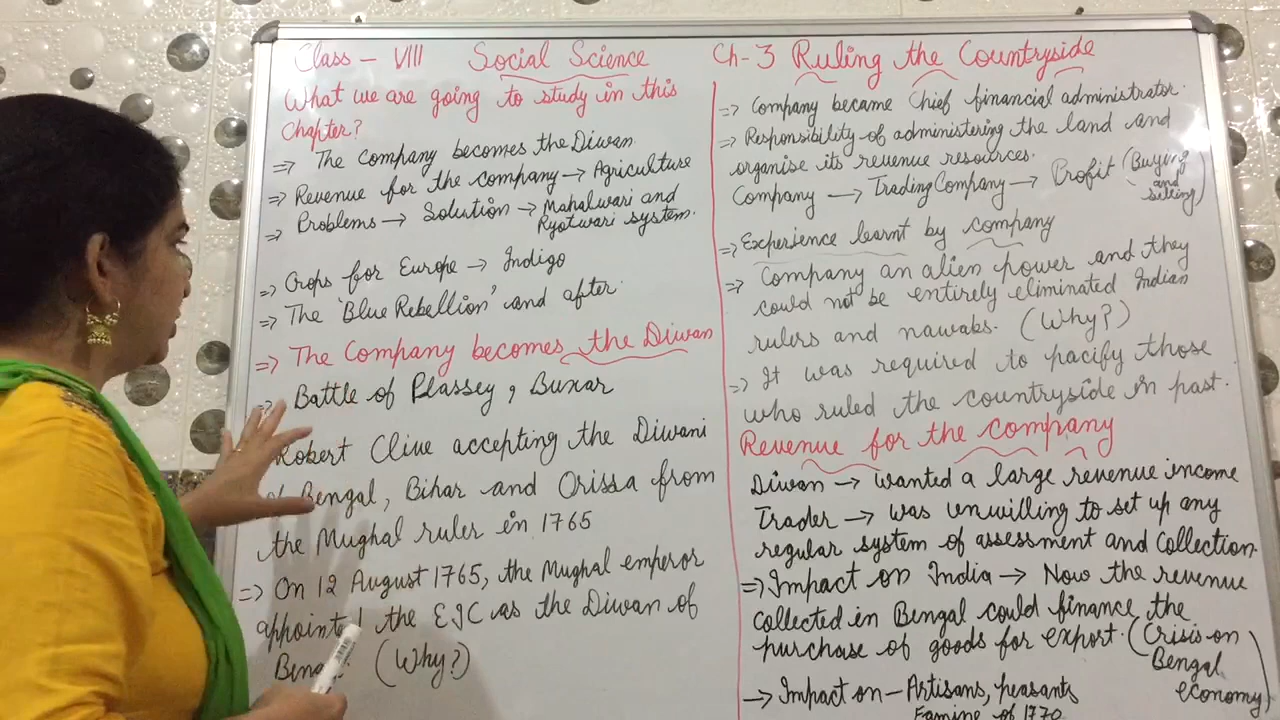 Class - VIII Social Science
What we are going to study in this
Chapter?
=> The Company becomes the Diwan
=> Revenue for the company → Agriculture
=> Problems → Solution → Mahalwari and
Ryotwari system.
=> Crops for Europe → Indigo
=> The 'Blue Rebellion' and after.
=> The Company becomes the Diwan
=> Battle of Plassey, Buxar
Robert Clive accepting the Diwani
of Bengal, Bihar and Orissa from
the Mughal ruler in 1765
=> On 12 August 1765, the Mughal emperor
the EIC as the Diwan of
(Why?)
Ch-3 Ruling the Countryside
=> Company became Chief financial administrator.
=> Responsibility of administering the land and
organise its revenue resources.
Company → Trading Company → Profit (Buying
and
selling)
=> Experience learnt by company
=> Company an alien power and they
could not be entirely eliminated Indian
rulers and nawabs. (Why?)
=> It was required to pacify those
who ruled the countryside in past.
Revenue for the company
Diwan → wanted a large revenue income
Trader → was unwilling to set up any
regular system of assessment and collection.
=> Impact on India → Now the revenue
collected in Bengal could finance the
purchase of goods for export. (Crisis on
Bengal
economy)
→ Impact on - Artisans, peasants
Famine of 1770